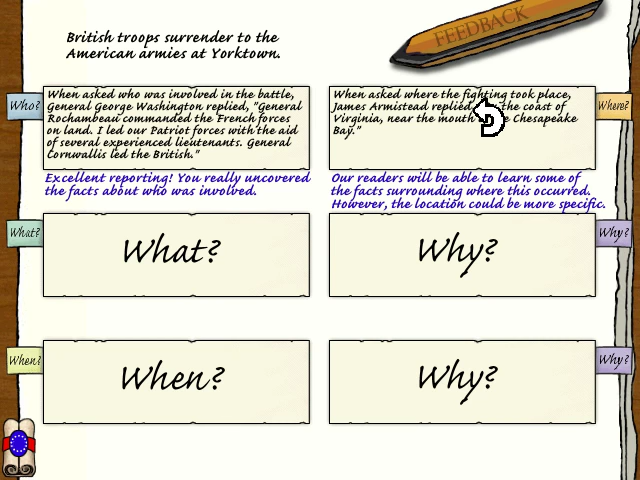 British troops surrender to the
American armies at Yorktown.
FEEDBACK
Who?
When asked who was involved in the battle,
General George Washington replied, "General
Rochambeau commanded the French forces
on land. I led our Patriot forces with the aid
of several experienced lieutenants. General
Cornwallis led the British."
Excellent reporting! You really uncovered
the facts about who was involved.
Where?
When asked where the fighting took place,
James Armistead replied, the coast of
Virginia, near the mouth Chesapeake
Bay."
Our readers will be able to learn some of
the facts surrounding where this occurred.
However, the location could be more specific.
What?
What?
Why?
Why?
When?
When?
Why?
Why?